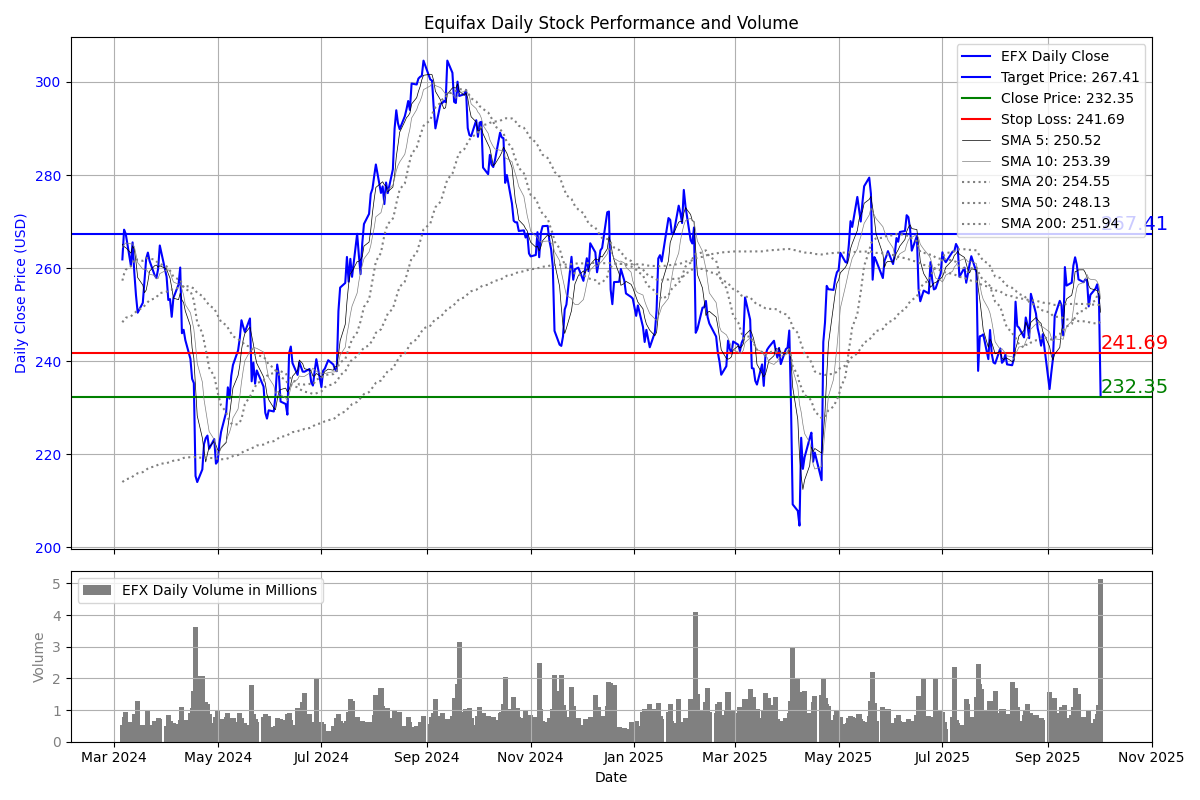 Equifax Daily Stock Performance and Volume
Daily Close Price (USD)
300
280
260
240
220
200
EFX Daily Close
Target Price: 267.41
Close Price: 232.35
Stop Loss: 241.69
SMA 5: 250.52
SMA 10: 253.39
SMA 20: 254.55
SMA 50: 248.13
SMA 200: 251.94
267.41
241.69
232.35
EFX Daily Volume in Millions
Volume
5
4
3
2
1
0
Mar 2024
May 2024
Jul 2024
Sep 2024
Nov 2024
Jan 2025
Mar 2025
May 2025
Jul 2025
Sep 2025
Nov 2025
Date